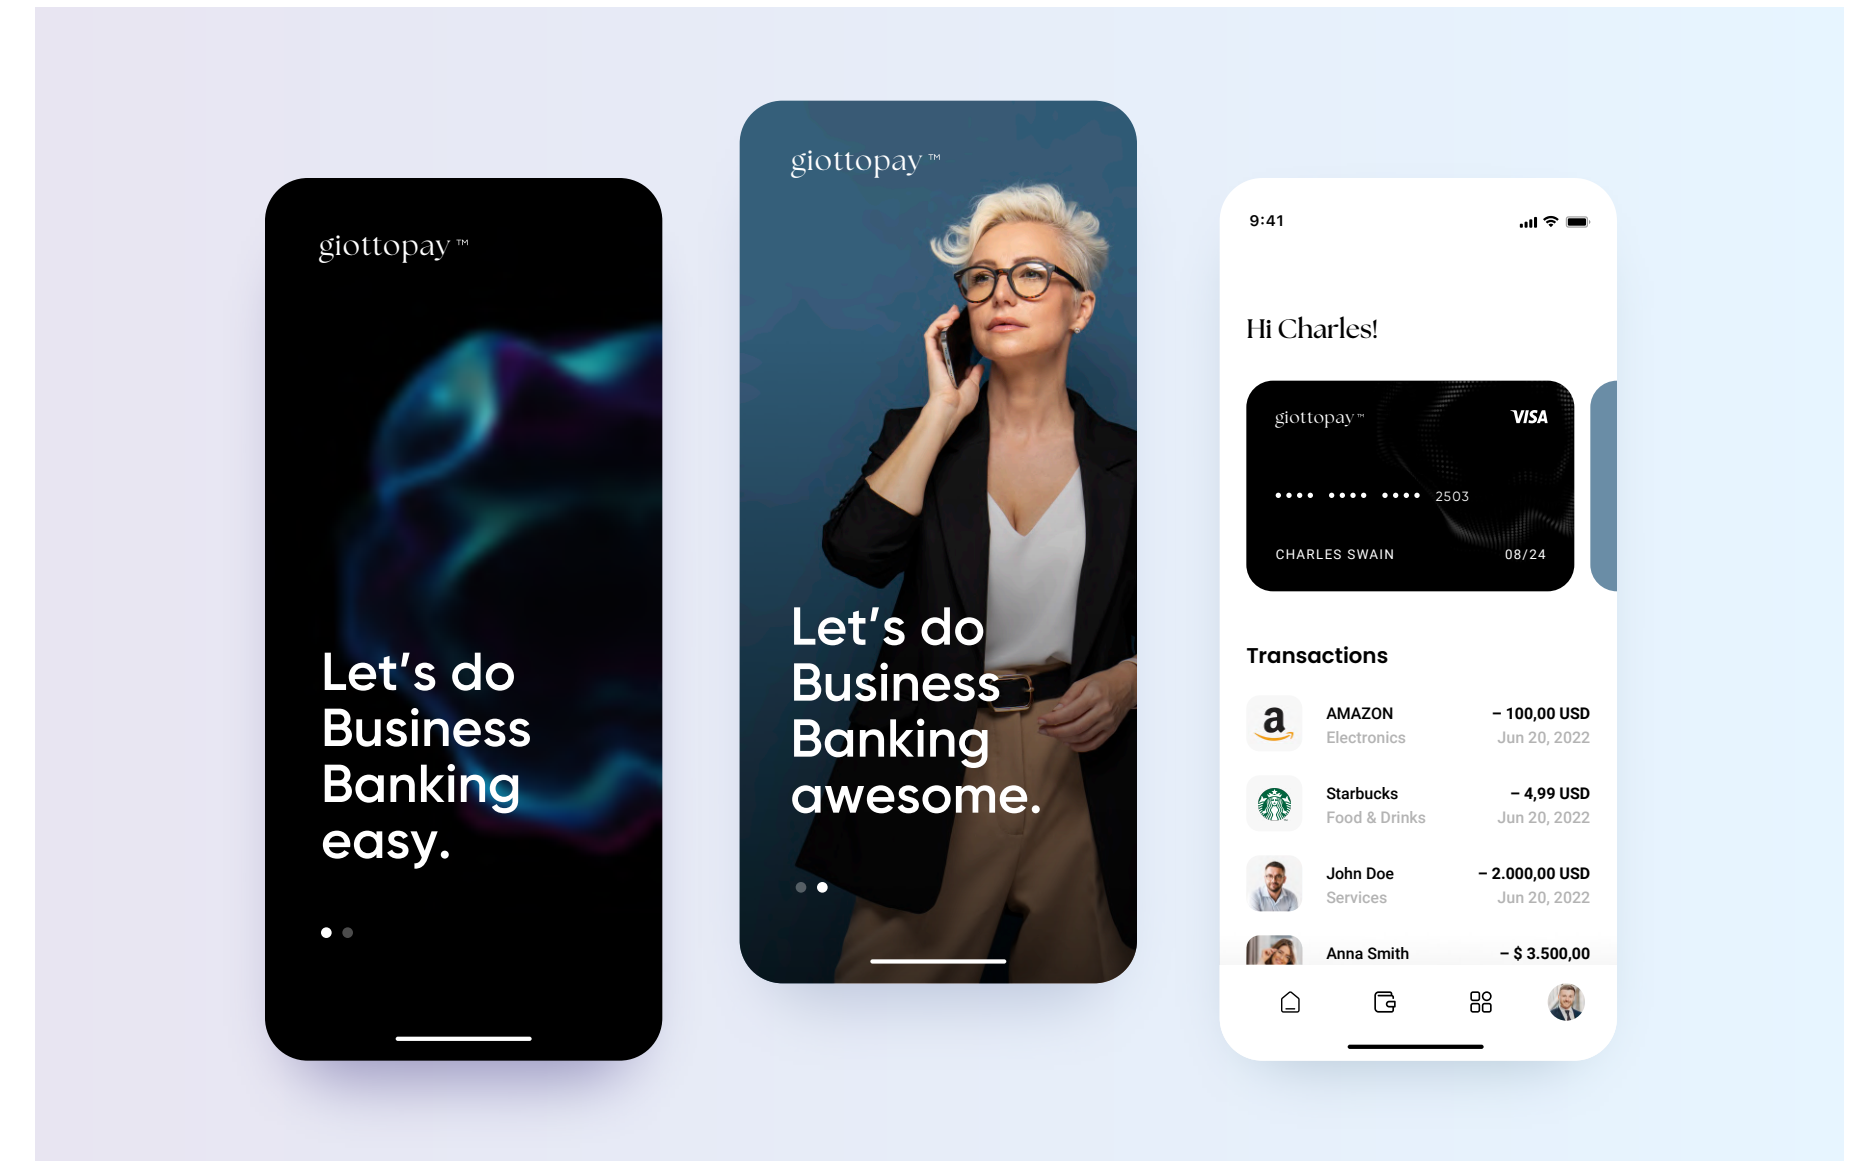 giottopay™
Let's do
Business
Banking
easy.
giottopay™
Let's do
Business
Banking
awesome.
9:41
Hi Charles!
giottopay™ VISA
•••• •••• •••• 2503
CHARLES SWAIN 08/24
Transactions
AMAZON – 100,00 USD
Electronics Jun 20, 2022
Starbucks – 4,99 USD
Food & Drinks Jun 20, 2022
John Doe – 2.000,00 USD
Services Jun 20, 2022
Anna Smith – $ 3.500,00